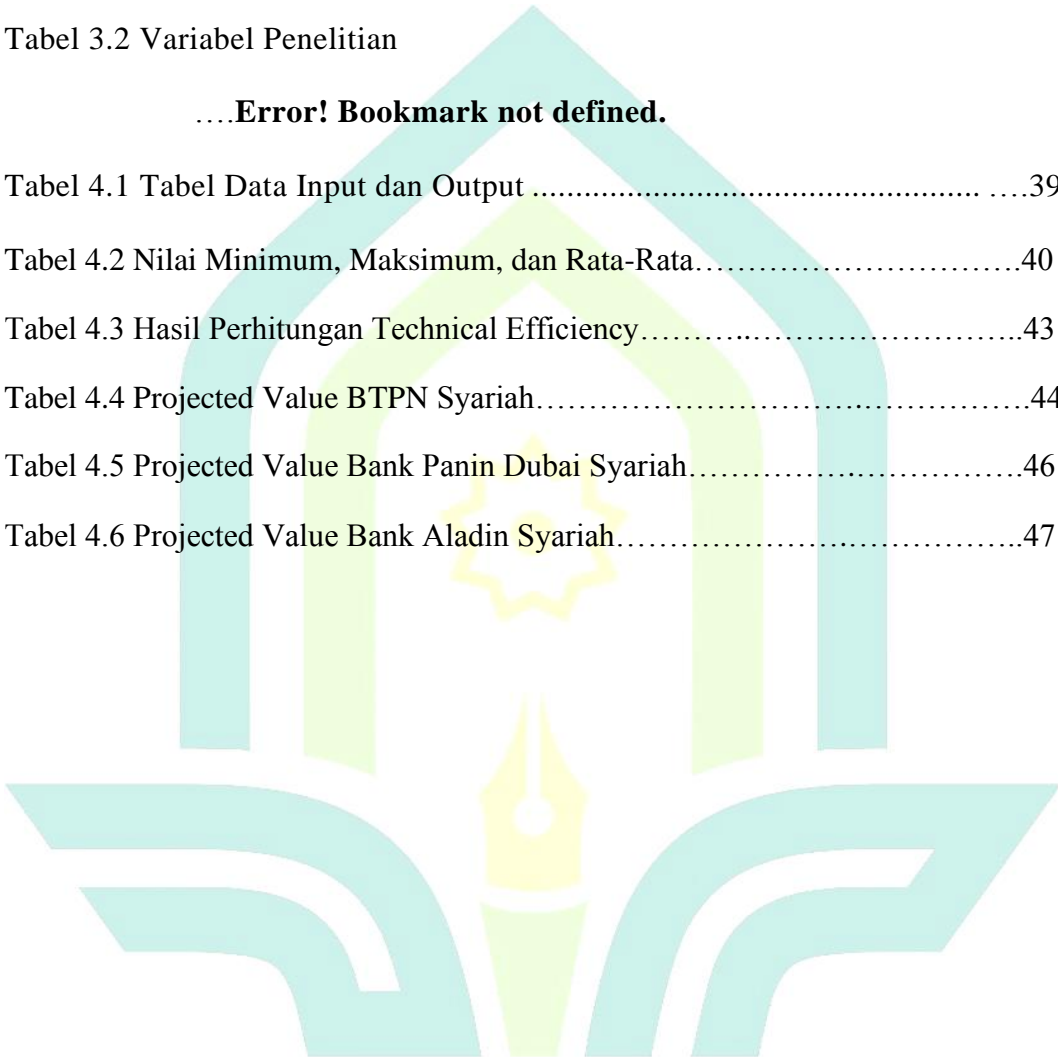 Tabel 3.2 Variabel Penelitian
….Error! Bookmark not defined.
Tabel 4.1 Tabel Data Input dan Output ...................................................... ….39
Tabel 4.2 Nilai Minimum, Maksimum, dan Rata-Rata………………………….40
Tabel 4.3 Hasil Perhitungan Technical Efficiency………..……………………..43
Tabel 4.4 Projected Value BTPN Syariah………………………….…………….44
Tabel 4.5 Projected Value Bank Panin Dubai Syariah…………….…………….46
Tabel 4.6 Projected Value Bank Aladin Syariah………………….……………..47